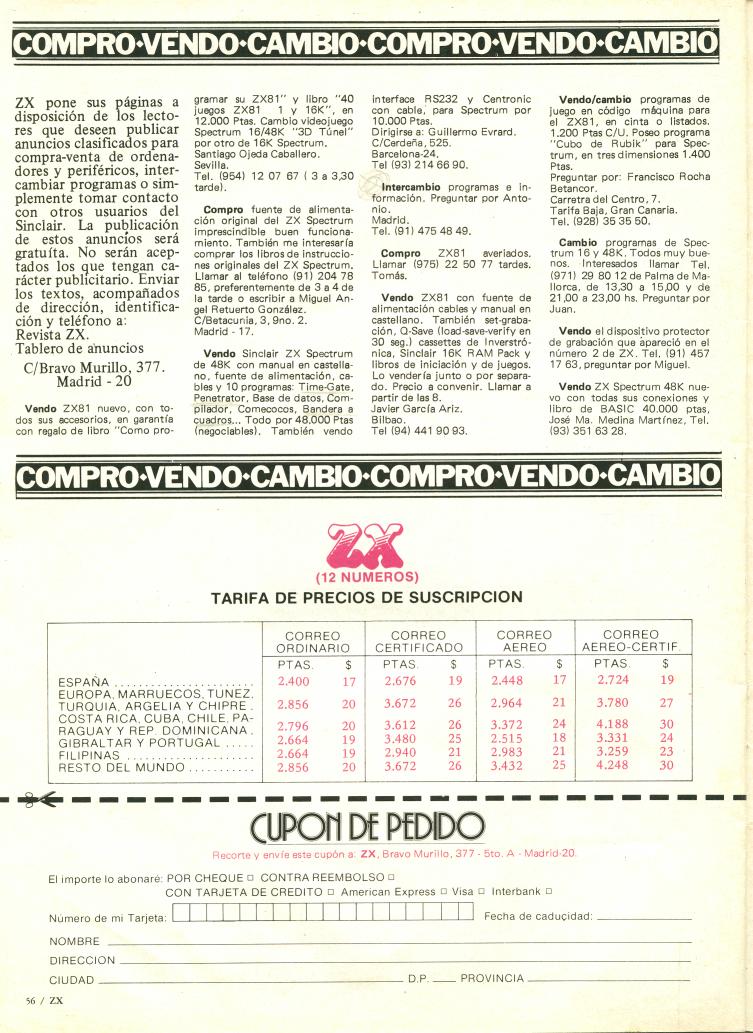 COMPRO•VENDO•CAMBIO•COMPRO•VENDO•CAMBIO
ZX pone sus páginas a
disposición de los lecto-
res que deseen publicar
anuncios clasificados para
compra-venta de ordena-
dores y periféricos, inter-
cambiar programas o sim-
plemente tomar contacto
con otros usuarios del
Sinclair. La publicación
de estos anuncios será
gratuíta. No serán acep-
tados los que tengan ca-
rácter publicitario. Enviar
los textos, acompañados
de dirección, identifica-
ción y teléfono a:
Revista ZX.
Tablero de anuncios
C/Bravo Murillo, 377.
Madrid - 20
Vendo ZX81 nuevo, con to-
dos sus accesorios, en garantía
con regalo de libro "Como pro-
gramar su ZX81" y libro "40
juegos ZX81 1 y 16K", en
12.000 Ptas. Cambio videojuego
Spectrum 16/48K "3D Túnel"
por otro de 16K Spectrum.
Santiago Ojeda Caballero.
Sevilla.
Tel. (954) 12 07 67 ( 3 a 3,30
tarde).
Compro fuente de alimenta-
ción original del ZX Spectrum
imprescindible buen funciona-
miento. También me interesaría
comprar los libros de instruccio-
nes originales del ZX Spectrum.
Llamar al teléfono (91) 204 78
85, preferentemente de 3 a 4 de
la tarde o escribir a Miguel An-
gel Retuerto González.
C/Betacunia, 3, 9no. 2.
Madrid - 17.
Vendo Sinclair ZX Spectrum
de 48K con manual en castella-
no, fuente de alimentación, ca-
bles y 10 programas: Time-Gate,
Penetrator, Base de datos, Com-
pilador, Comecocos, Bandera a
cuadros... Todo por 48.000 Ptas
(negociables). También vendo
interface RS232 y Centronic
con cable, para Spectrum por
10.000 Ptas.
Dirigirse a: Guillermo Evrard.
C/Cerdeña, 525.
Barcelona-24.
Tel (93) 214 66 90.
Intercambio programas e in-
formación. Preguntar por Anto-
nio.
Madrid.
Tel. (91) 475 48 49.
Compro ZX81 averiados.
Llamar (975) 22 50 77 tardes.
Tomás.
Vendo ZX81 con fuente de
alimentación cables y manual en
castellano. También set-graba-
ción, Q-Save (load-save-verify en
30 seg.) cassettes de Inverstró-
nica, Sinclair 16K RAM Pack y
libros de iniciación y de juegos.
Lo vendería junto o por separa-
do. Precio a convenir. Llamar a
partir de las 8.
Javier García Ariz.
Bilbao.
Tel (94) 441 90 93.
Vendo/cambio programas de
juego en código máquina para
el ZX81, en cinta o listados.
1.200 Ptas C/U. Poseo programa
"Cubo de Rubik" para Spec-
trum, en tres dimensiones 1.400
Ptas.
Preguntar por: Francisco Rocha
Betancor.
Carretra del Centro, 7.
Tarifa Baja, Gran Canaria.
Tel. (928) 35 35 50.
Cambio programas de Spec-
trum 16 y 48K. Todos muy bue-
nos. Interesados llamar Tel.
(971) 29 80 12 de Palma de Ma-
llorca, de 13,30 a 15,00 y de
21,00 a 23,00 hs. Preguntar por
Juan.
Vendo el dispositivo protector
de grabación que apareció en el
número 2 de ZX. Tel. (91) 457
17 63, preguntar por Miguel.
Vendo ZX Spectrum 48K nue-
vo con todas sus conexiones y
libro de BASIC 40.000 ptas,
José Ma. Medina Martínez, Tel.
(93) 351 63 28.
COMPRO•VENDO•CAMBIO•COMPRO•VENDO•CAMBIO
ZX
(12 NUMEROS)
TARIFA DE PRECIOS DE SUSCRIPCION
CORREO ORDINARIO CORREO CERTIFICADO CORREO AEREO CORREO AEREO-CERTIF.
PTAS. $ PTAS. $ PTAS. $ PTAS. $
ESPAÑA ....................... 2.400 17 2.676 19 2.448 17 2.724 19
EUROPA, MARRUECOS, TUNEZ,
TURQUIA, ARGELIA Y CHIPRE. 2.856 20 3.672 26 2.964 21 3.780 27
COSTA RICA, CUBA, CHILE, PA-
RAGUAY Y REP. DOMINICANA. 2.796 20 3.612 26 3.372 24 4.188 30
GIBRALTAR Y PORTUGAL ..... 2.664 19 3.480 25 2.515 18 3.331 24
FILIPINAS ..................... 2.664 19 2.940 21 2.983 21 3.259 23
RESTO DEL MUNDO ........... 2.856 20 3.672 26 3.432 25 4.248 30
CUPON DE PEDIDO
Recorte y envíe este cupón a: ZX, Bravo Murillo, 377 - 5to. A - Madrid-20.
El importe lo abonaré: POR CHEQUE □ CONTRA REEMBOLSO □
CON TARJETA DE CREDITO □ American Express □ Visa □ Interbank □
Número de mi Tarjeta: Fecha de caducidad:
NOMBRE
DIRECCION
CIUDAD D.P. PROVINCIA
56 / ZX